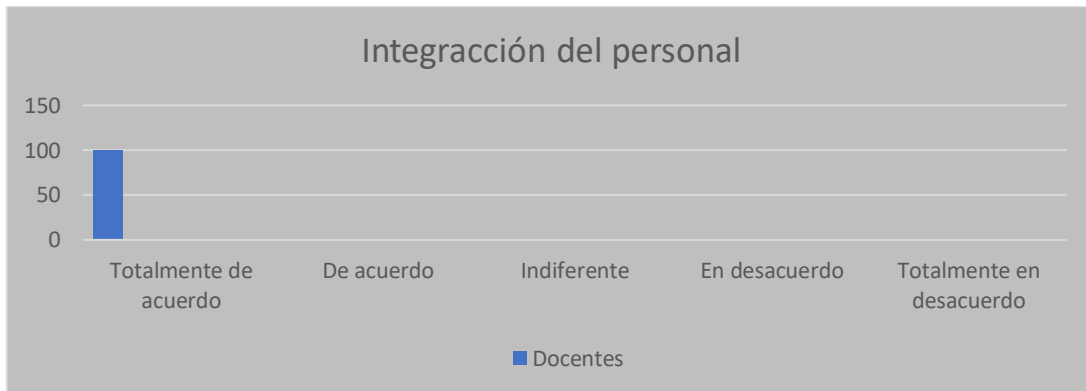 Integracción del personal
150
100
50
0
Totalmente de acuerdo
De acuerdo
Indiferente
En desacuerdo
Totalmente en desacuerdo
Docentes